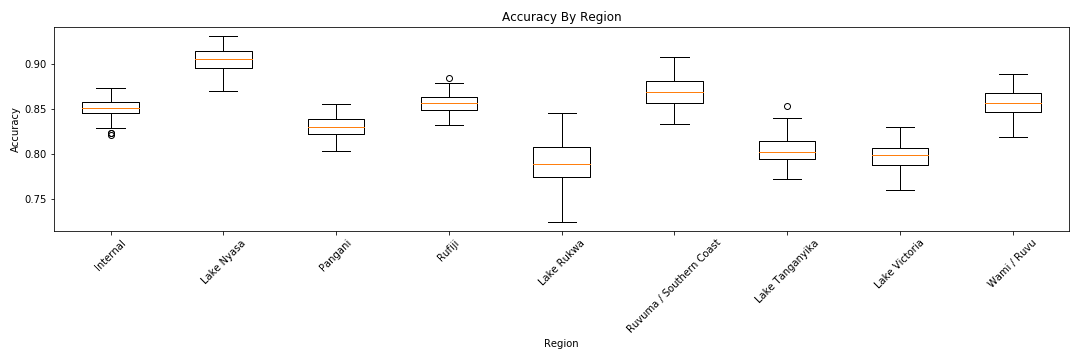 Accuracy By Region
Accuracy
0.90
0.85
0.80
0.75
Internal
Lake Nyasa
Pangani
Rufiji
Lake Rukwa
Ruvuma / Southern Coast
Lake Tanganyika
Lake Victoria
Wami / Ruvu
Region